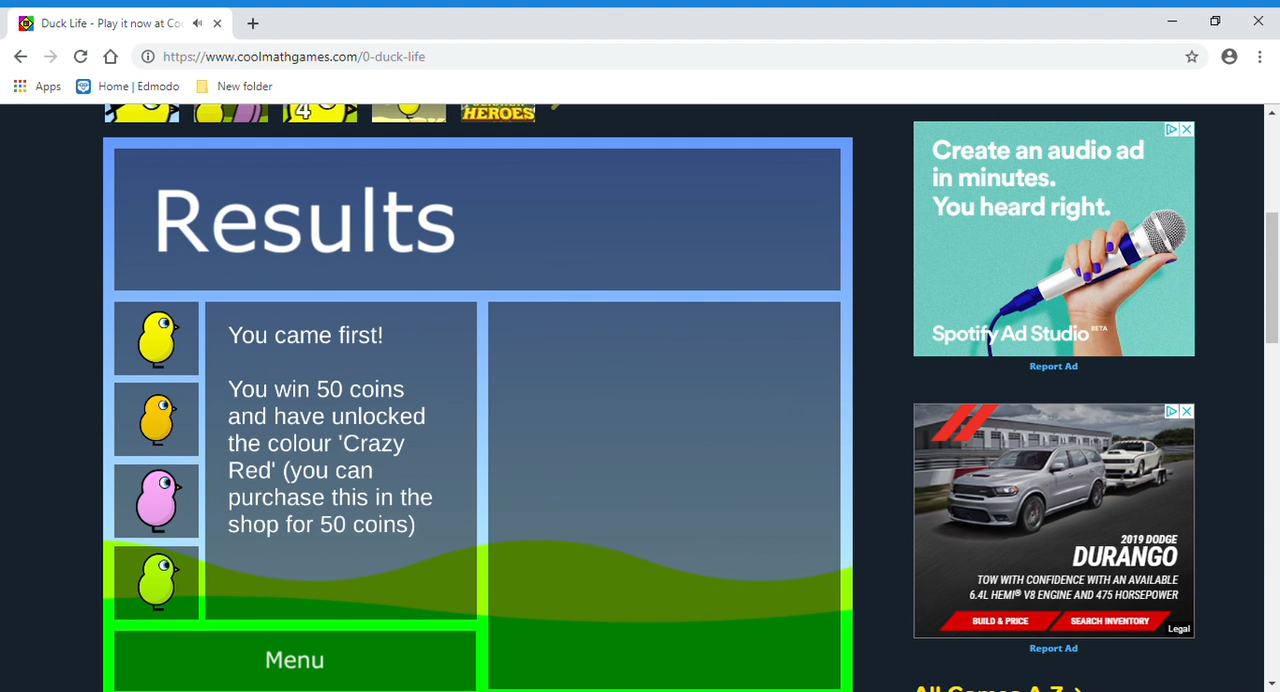 Duck Life - Play it now at Co
https://www.coolmathgames.com/0-duck-life
Apps
Home | Edmodo
New folder
4
HEROES
Results
You came first!
You win 50 coins
and have unlocked
the colour 'Crazy
Red' (you can
purchase this in the
shop for 50 coins)
Menu
Create an audio ad
in minutes.
You heard right.
Spotify Ad Studio BETA
Report Ad
2019 DODGE
DURANGO
TOW WITH CONFIDENCE WITH AN AVAILABLE
6.4L HEMI® V8 ENGINE AND 475 HORSEPOWER
BUILD & PRICE
SEARCH INVENTORY
Legal
Report Ad
All Games A-Z